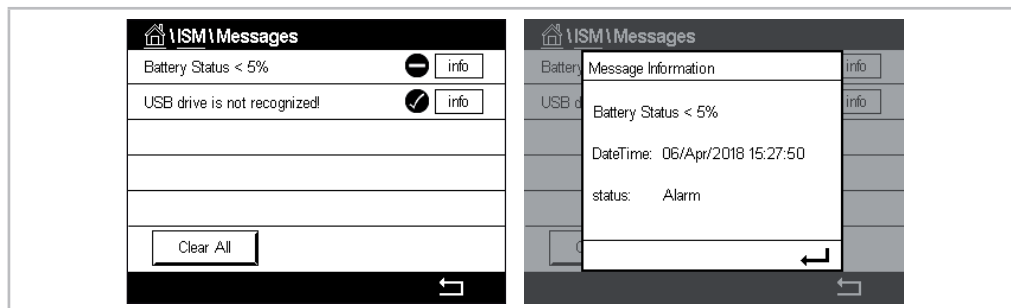 \ISM\Messages
Battery Status < 5% info
USB drive is not recognized! info
Clear All
\ISM\Messages
Battery info
USB d info
Message Information
Battery Status < 5%
DateTime: 06/Apr/2018 15:27:50
status: Alarm
C